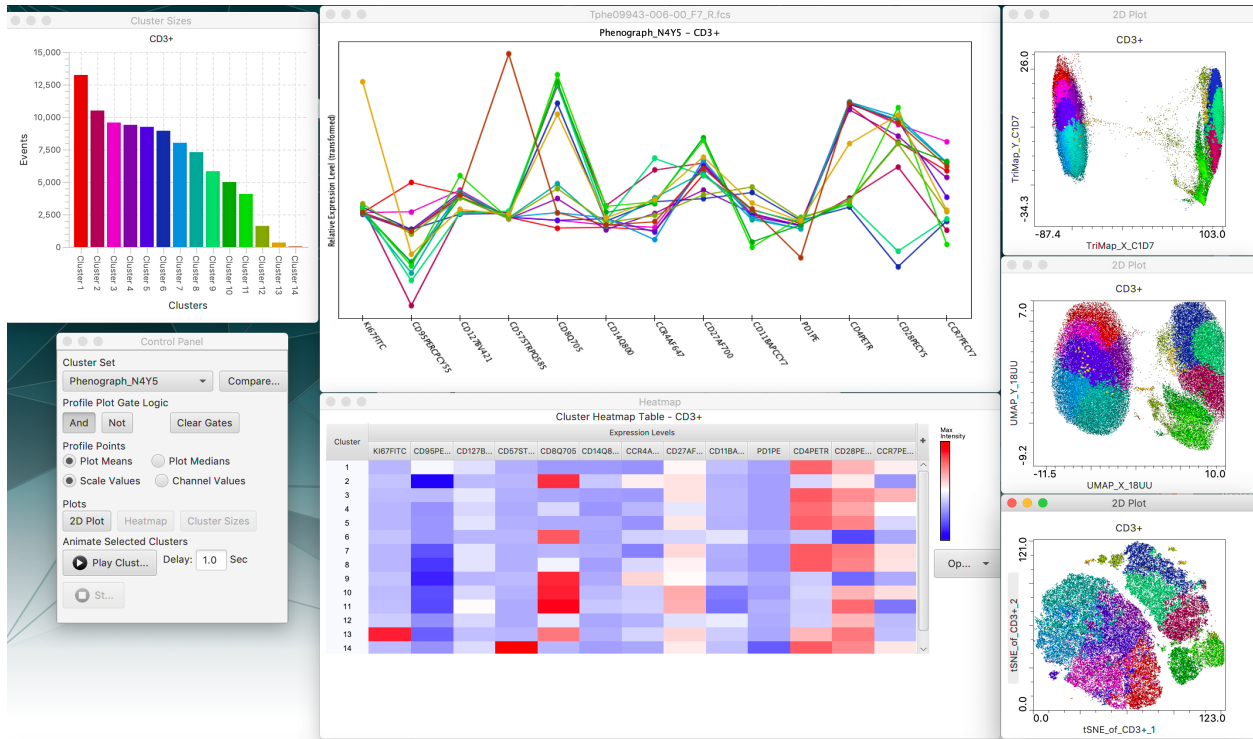 Cluster Sizes
CD3+
15,000
12,500
10,000
7,500
5,000
2,500
0
Events
Cluster 1
Cluster 2
Cluster 3
Cluster 4
Cluster 5
Cluster 6
Cluster 7
Cluster 8
Cluster 9
Cluster 10
Cluster 11
Cluster 12
Cluster 13
Cluster 14
Clusters
Control Panel
Cluster Set
Phenograph_N4Y5 Compare...
Profile Plot Gate Logic
And Not Clear Gates
Profile Points
Plot Means Plot Medians
Scale Values Channel Values
Plots
2D Plot Heatmap Cluster Sizes
Animate Selected Clusters
Play Clust... Delay: 1.0 Sec
St...
Tphe09943-006-00_F7_R.fcs
Phenograph_N4Y5 - CD3+
Relative Expression Level (transformed)
KI67FITC
CD95PERCPCY55
CD127BV421
CD57STRPQ585
CD8Q705
CD14Q800
CCR4AF647
CD27AF700
CD11BAPCCY7
PD1PE
CD4PETR
CD28PECY5
CCR7PECY7
Heatmap
Cluster Heatmap Table - CD3+
Cluster Expression Levels +
KI67FITC CD95PE... CD127B... CD57ST... CD8Q705 CD14Q8... CCR4A... CD27AF... CD11BA... PD1PE CD4PETR CD28PE... CCR7PE...
1
2
3
4
5
6
7
8
9
10
11
12
13
14
Max
Intensity
Op...
2D Plot
CD3+
26.0
TriMap_Y_C1D7
-34.3
-87.4 103.0
TriMap_X_C1D7
2D Plot
CD3+
7.0
UMAP_Y_18UU
-9.2
-11.5 10.0
UMAP_X_18UU
2D Plot
CD3+
121.0
tSNE_of_CD3+_2
0.0
0.0 123.0
tSNE_of_CD3+_1